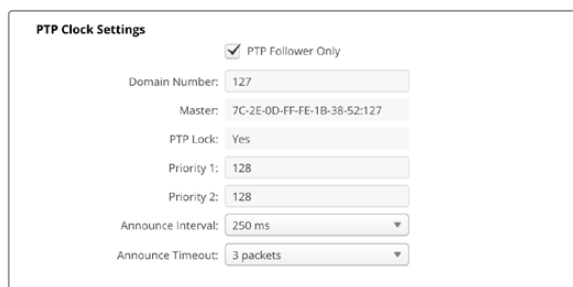 PTP Clock Settings
PTP Follower Only
Domain Number: 127
Master: 7C-2E-0D-FF-FE-1B-38-52:127
PTP Lock: Yes
Priority 1: 128
Priority 2: 128
Announce Interval: 250 ms
Announce Timeout: 3 packets